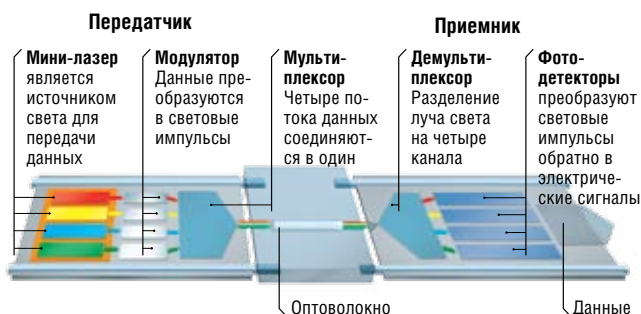 Передатчик
Приемник
Мини-лазер
является
источником
света для
передачи
данных
Модулятор
Данные пре-
образуются
в световые
импульсы
Мульти-
плексор
Четыре по-
тока данных
соединяют-
ся в один
Демульти-
плексор
Разделение
луча света
на четыре
канала
Фото-
детекторы
преобразуют
световые
импульсы
обратно в
электриче-
ские сигналы
Оптоволокно
Данные